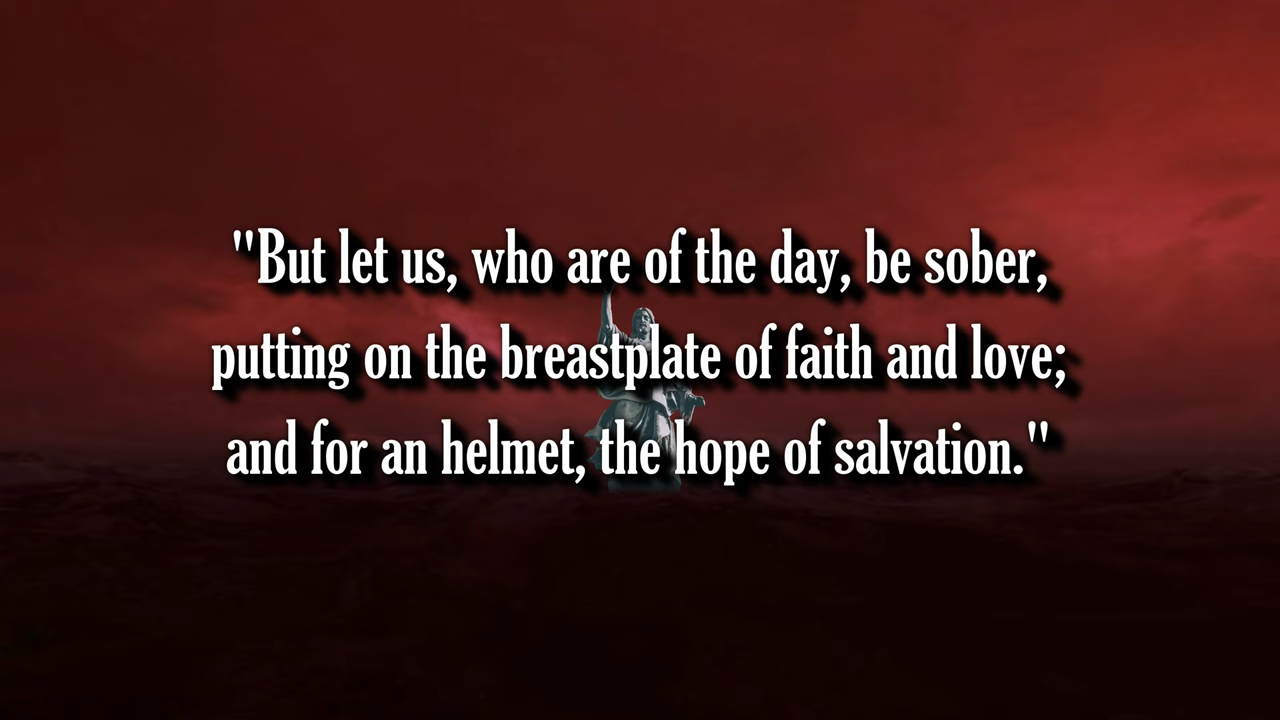 "But let us, who are of the day, be sober,
putting on the breastplate of faith and love;
and for an helmet, the hope of salvation."